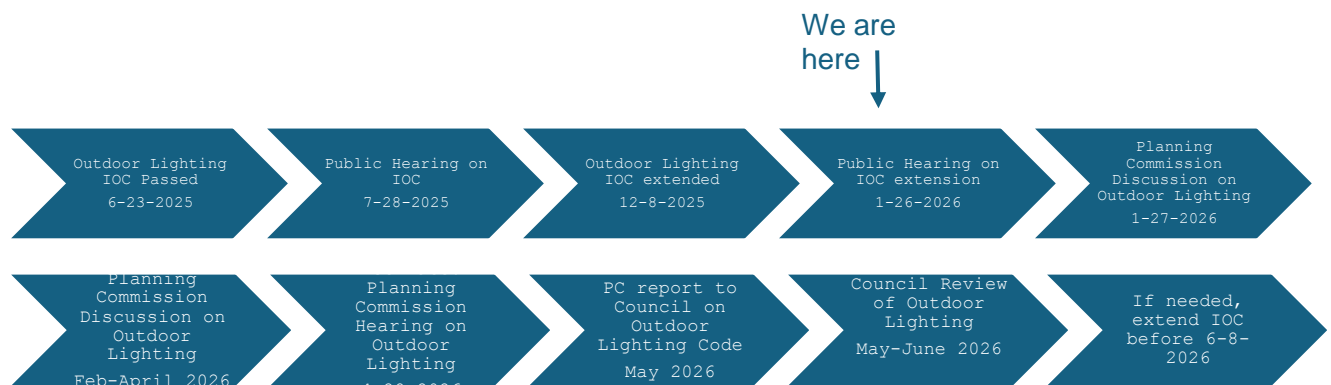 We are
here
Outdoor Lighting
IOC Passed
6-23-2025
Public Hearing on
IOC
7-28-2025
Outdoor Lighting
IOC extended
12-8-2025
Public Hearing on
IOC extension
1-26-2026
Planning
Commission
Discussion on
Outdoor Lighting
1-27-2026
Planning
Commission
Discussion on
Outdoor
Lighting
Feb-April 2026
Planning
Commission
Hearing on
Outdoor
Lighting
PC report to
Council on
Outdoor
Lighting Code
May 2026
Council Review
of Outdoor
Lighting
May-June 2026
If needed,
extend IOC
before 6-8-
2026